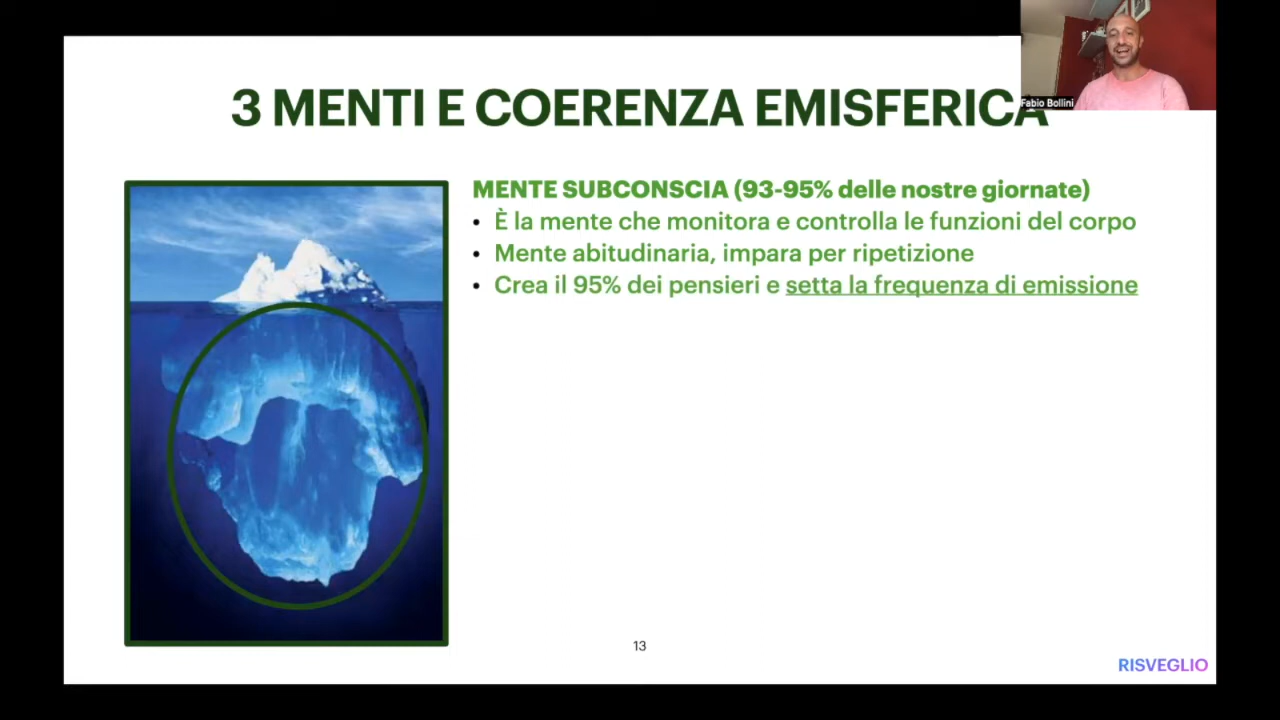 Fabio Bollini
3 MENTI E COERENZA EMISFERICA
MENTE SUBCONSCIA (93-95% delle nostre giornate)
• È la mente che monitora e controlla le funzioni del corpo
• Mente abitudinaria, impara per ripetizione
• Crea il 95% dei pensieri e setta la frequenza di emissione
13
RISVEGLIO